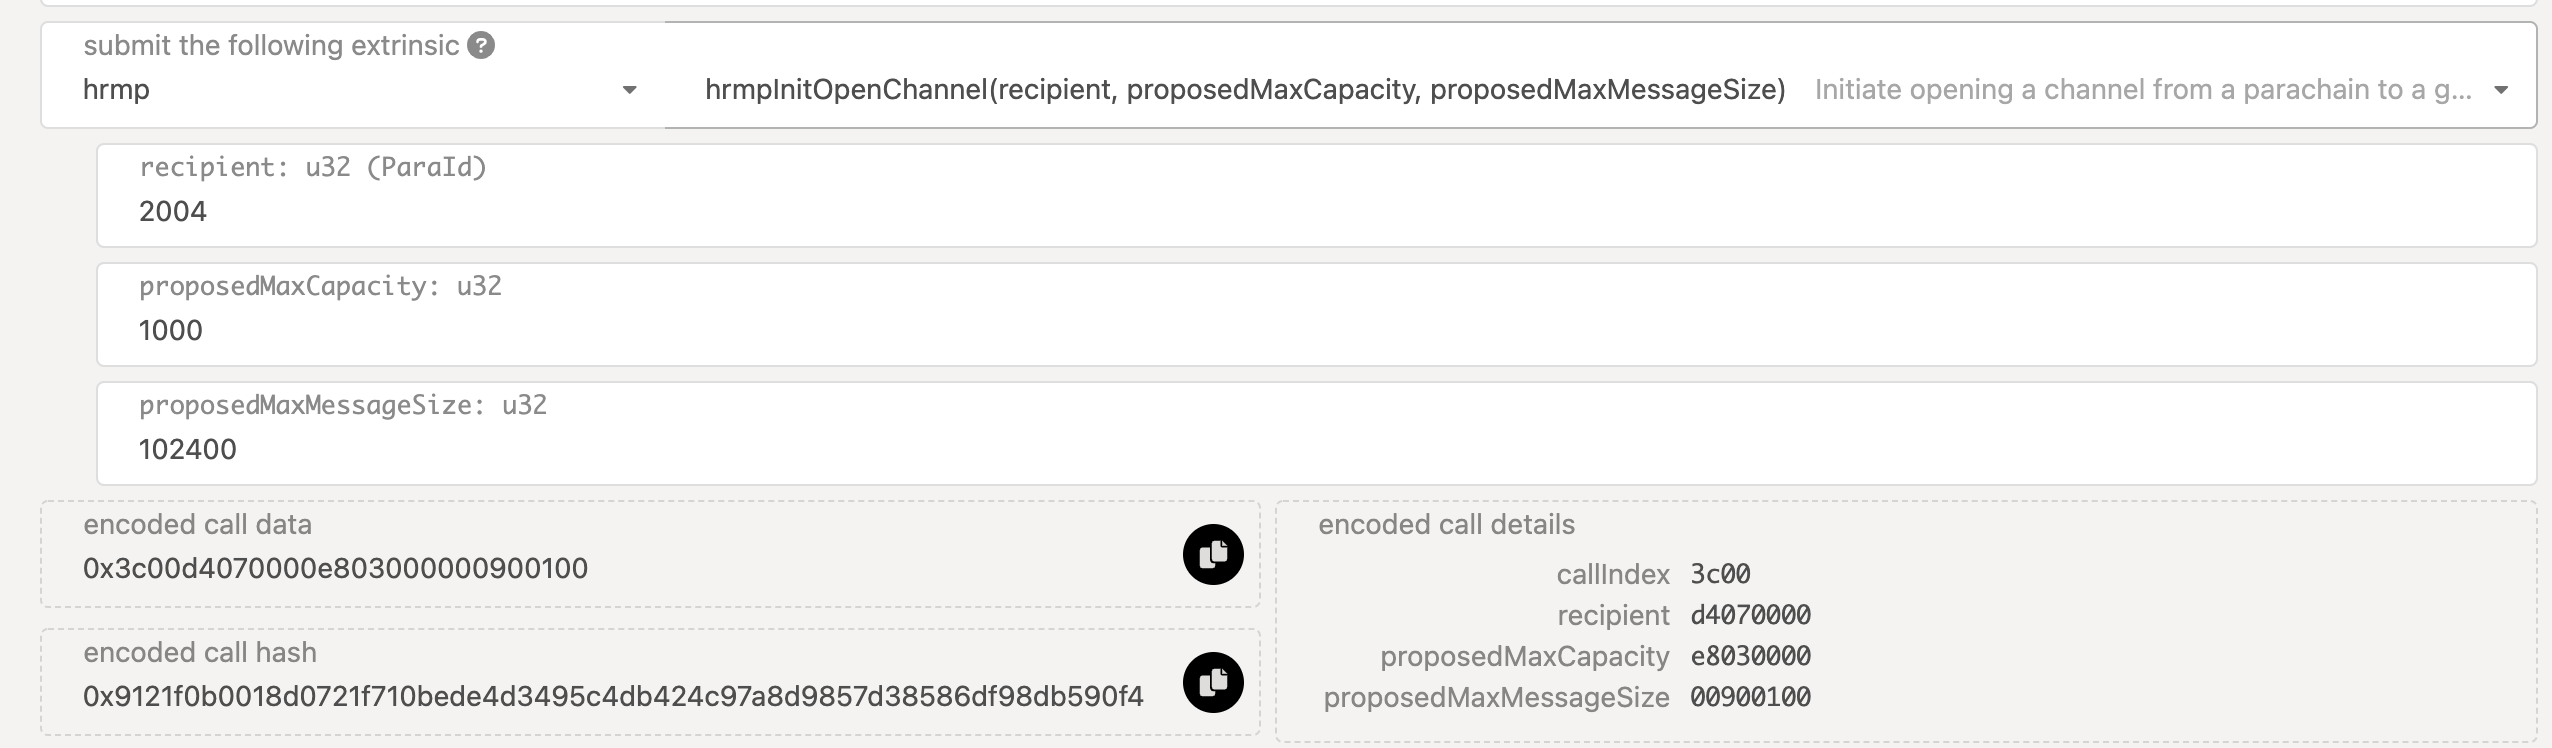 submit the following extrinsic ?
hrmp
hrmpInitOpenChannel(recipient, proposedMaxCapacity, proposedMaxMessageSize) Initiate opening a channel from a parachain to a g...
recipient: u32 (ParaId)
2004
proposedMaxCapacity: u32
1000
proposedMaxMessageSize: u32
102400
encoded call data
0x3c00d4070000e803000000900100
encoded call hash
0x9121f0b0018d0721f710bede4d3495c4db424c97a8d9857d38586df98db590f4
encoded call details
callIndex 3c00
recipient d4070000
proposedMaxCapacity e8030000
proposedMaxMessageSize 00900100